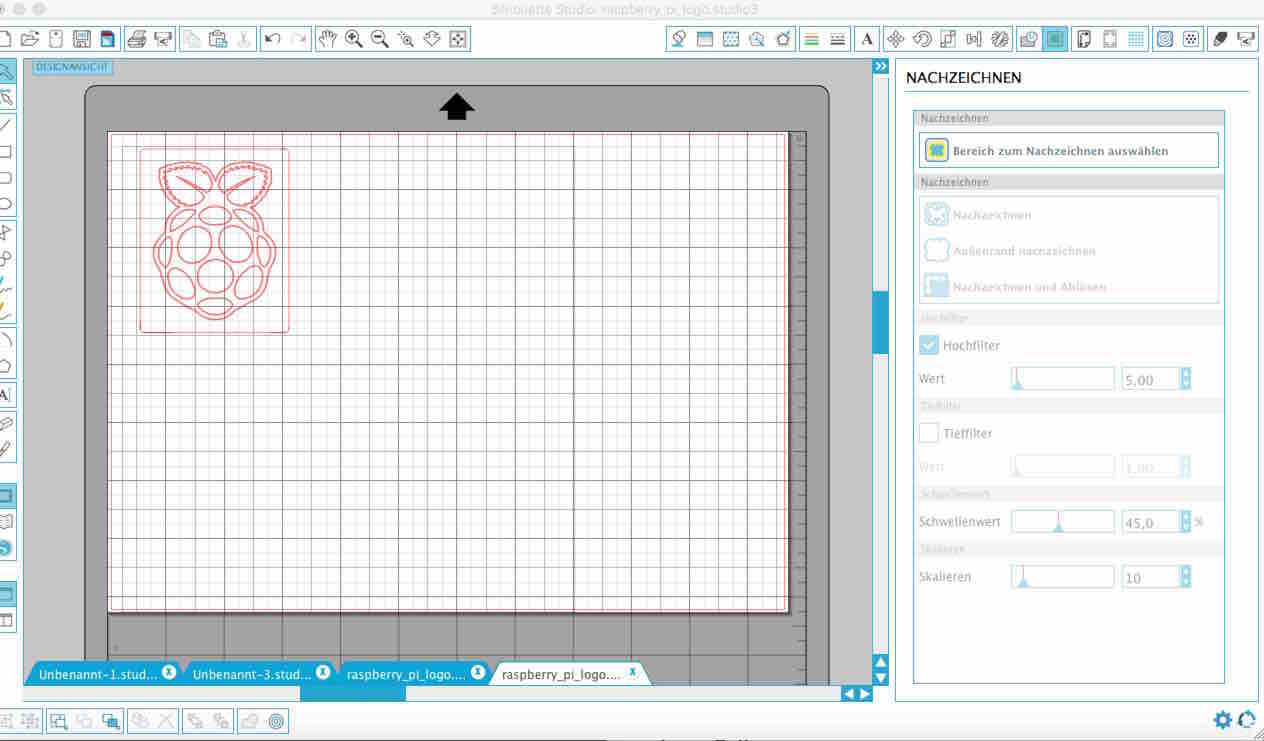 Silhouette Studio: raspberry_pi_logo.studio3
A
DESIGNANSICHT
NACHZEICHNEN
Nachzeichnen
Bereich zum Nachzeichnen auswählen
Nachzeichnen
Nachzeichnen
Außenrand nachzeichnen
Nachzeichnen und Ablösen
Hochfilter
Hochfilter
Wert 5,00
Tieffilter
Tieffilter
Wert 1,00
Schwellenwert
Schwellenwert 45,0 %
Skalieren
Skalieren 10
Unbenannt-1.stud... x Unbenannt-3.stud... x raspberry_pi_logo.... x raspberry_pi_logo.... x